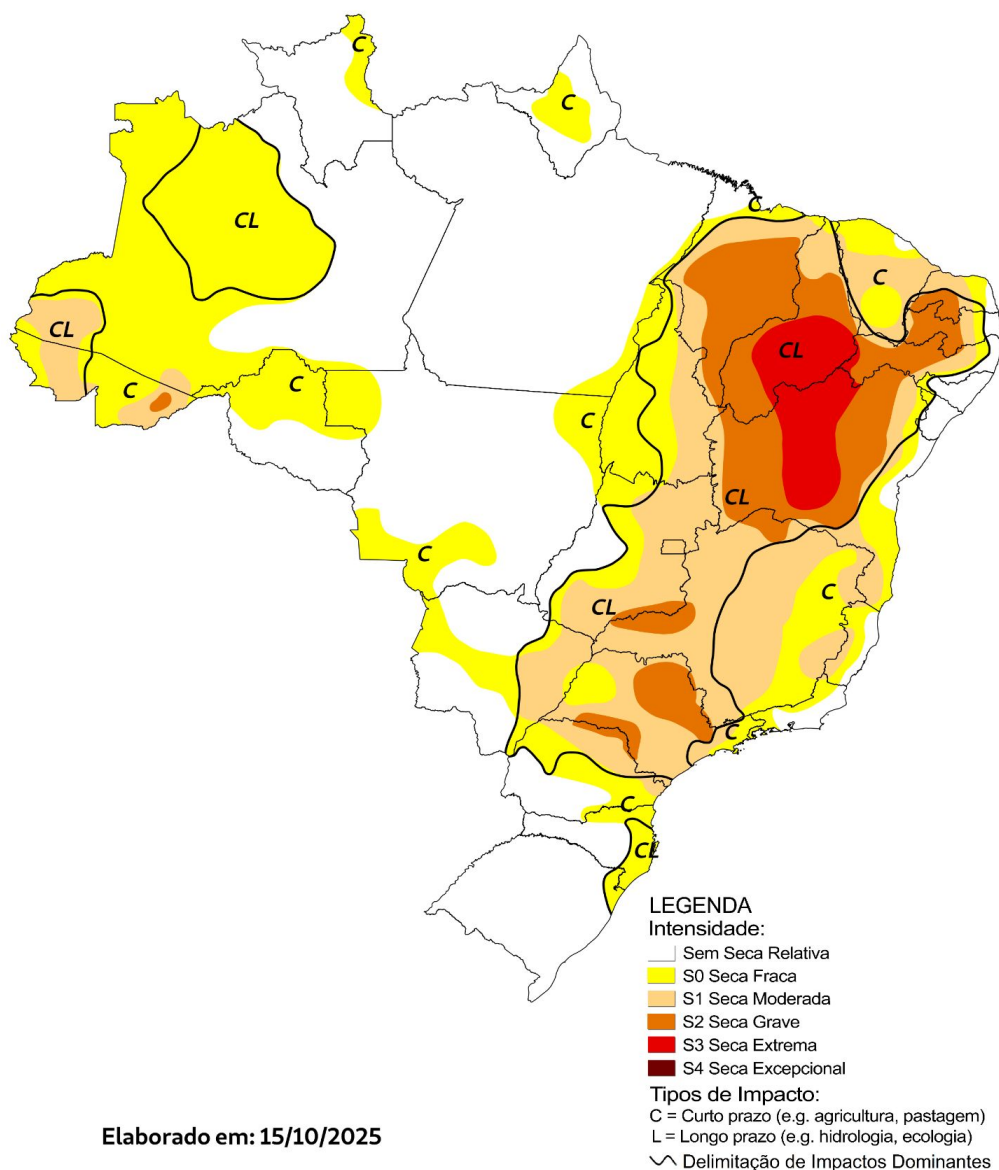 C
C
C
CL
C
CL
CL
C
C
C
CL
C
C
CL
C
C
CL
LEGENDA
Intensidade:
Sem Seca Relativa
S0 Seca Fraca
S1 Seca Moderada
S2 Seca Grave
S3 Seca Extrema
S4 Seca Excepcional
Tipos de Impacto:
C = Curto prazo (e.g. agricultura, pastagem)
L = Longo prazo (e.g. hidrologia, ecologia)
Delimitação de Impactos Dominantes
Elaborado em: 15/10/2025